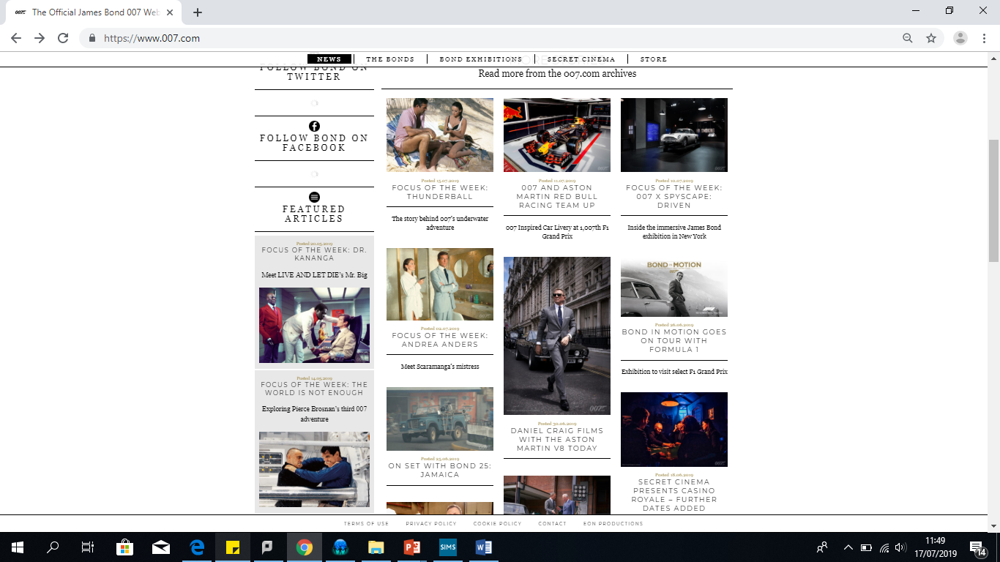 The Official James Bond 007 Web
https://www.007.com
NEWS
THE BONDS
BOND EXHIBITIONS
SECRET CINEMA
STORE
FOLLOW BOND ON
TWITTER
FOLLOW BOND ON
FACEBOOK
FEATURED
ARTICLES
Posted 20.05.2019
FOCUS OF THE WEEK: DR.
KANANGA
Meet LIVE AND LET DIE's Mr. Big
Posted 14.05.2019
FOCUS OF THE WEEK: THE
WORLD IS NOT ENOUGH
Exploring Pierce Brosnan's third 007
adventure
Read more from the 007.com archives
Posted 15.07.2019
FOCUS OF THE WEEK:
THUNDERBALL
The story behind 007's underwater
adventure
Posted 02.07.2019
FOCUS OF THE WEEK:
ANDREA ANDERS
Meet Scaramanga's mistress
Posted 25.06.2019
ON SET WITH BOND 25:
JAMAICA
Posted 11.07.2019
007 AND ASTON
MARTIN RED BULL
RACING TEAM UP
007 Inspired Car Livery at 1,007th F1
Grand Prix
007
Posted 30.06.2019
DANIEL CRAIG FILMS
WITH THE ASTON
MARTIN V8 TODAY
Posted 10.07.2019
FOCUS OF THE WEEK:
007 X SPYSCAPE:
DRIVEN
Inside the immersive James Bond
exhibition in New York
BOND IN MOTION
Posted 26.06.2019
BOND IN MOTION GOES
ON TOUR WITH
FORMULA 1
Exhibition to visit select F1 Grand Prix
Posted 18.06.2019
SECRET CINEMA
PRESENTS CASINO
ROYALE – FURTHER
DATES ADDED
TERMS OF USE
PRIVACY POLICY
COOKIE POLICY
CONTACT
EON PRODUCTIONS
SIMS
11:49
17/07/2019
14